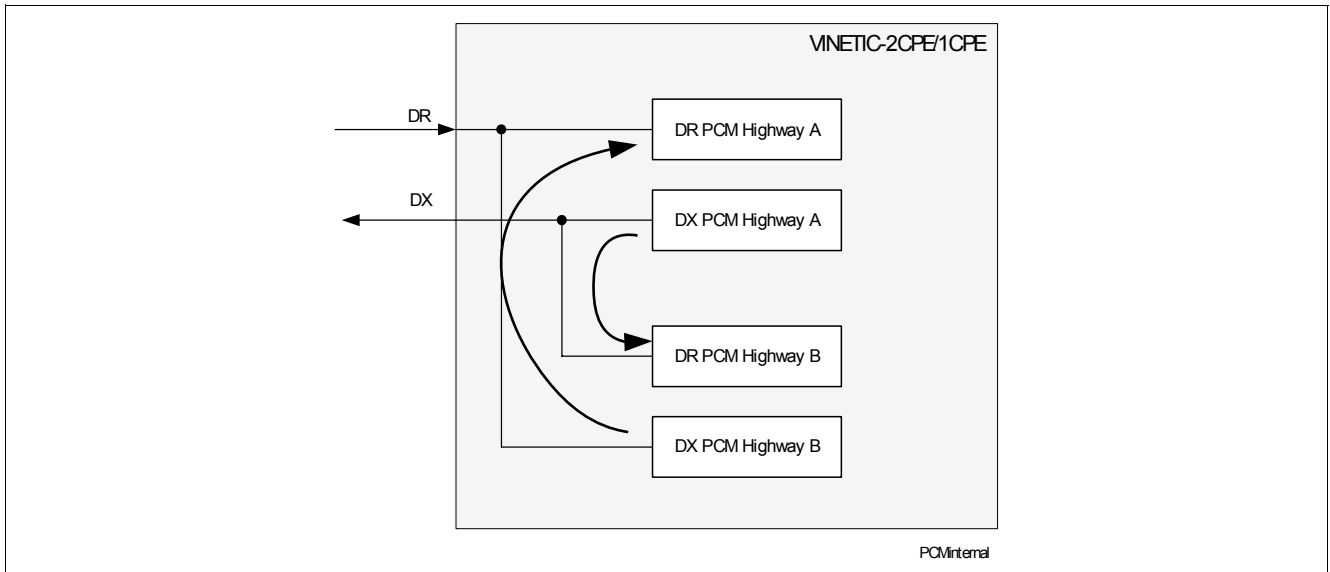 VINETIC-2CPE/1CPE
DR
DR PCM Highway A
DX
DX PCM Highway A
DR PCM Highway B
DX PCM Highway B
PCMinternal